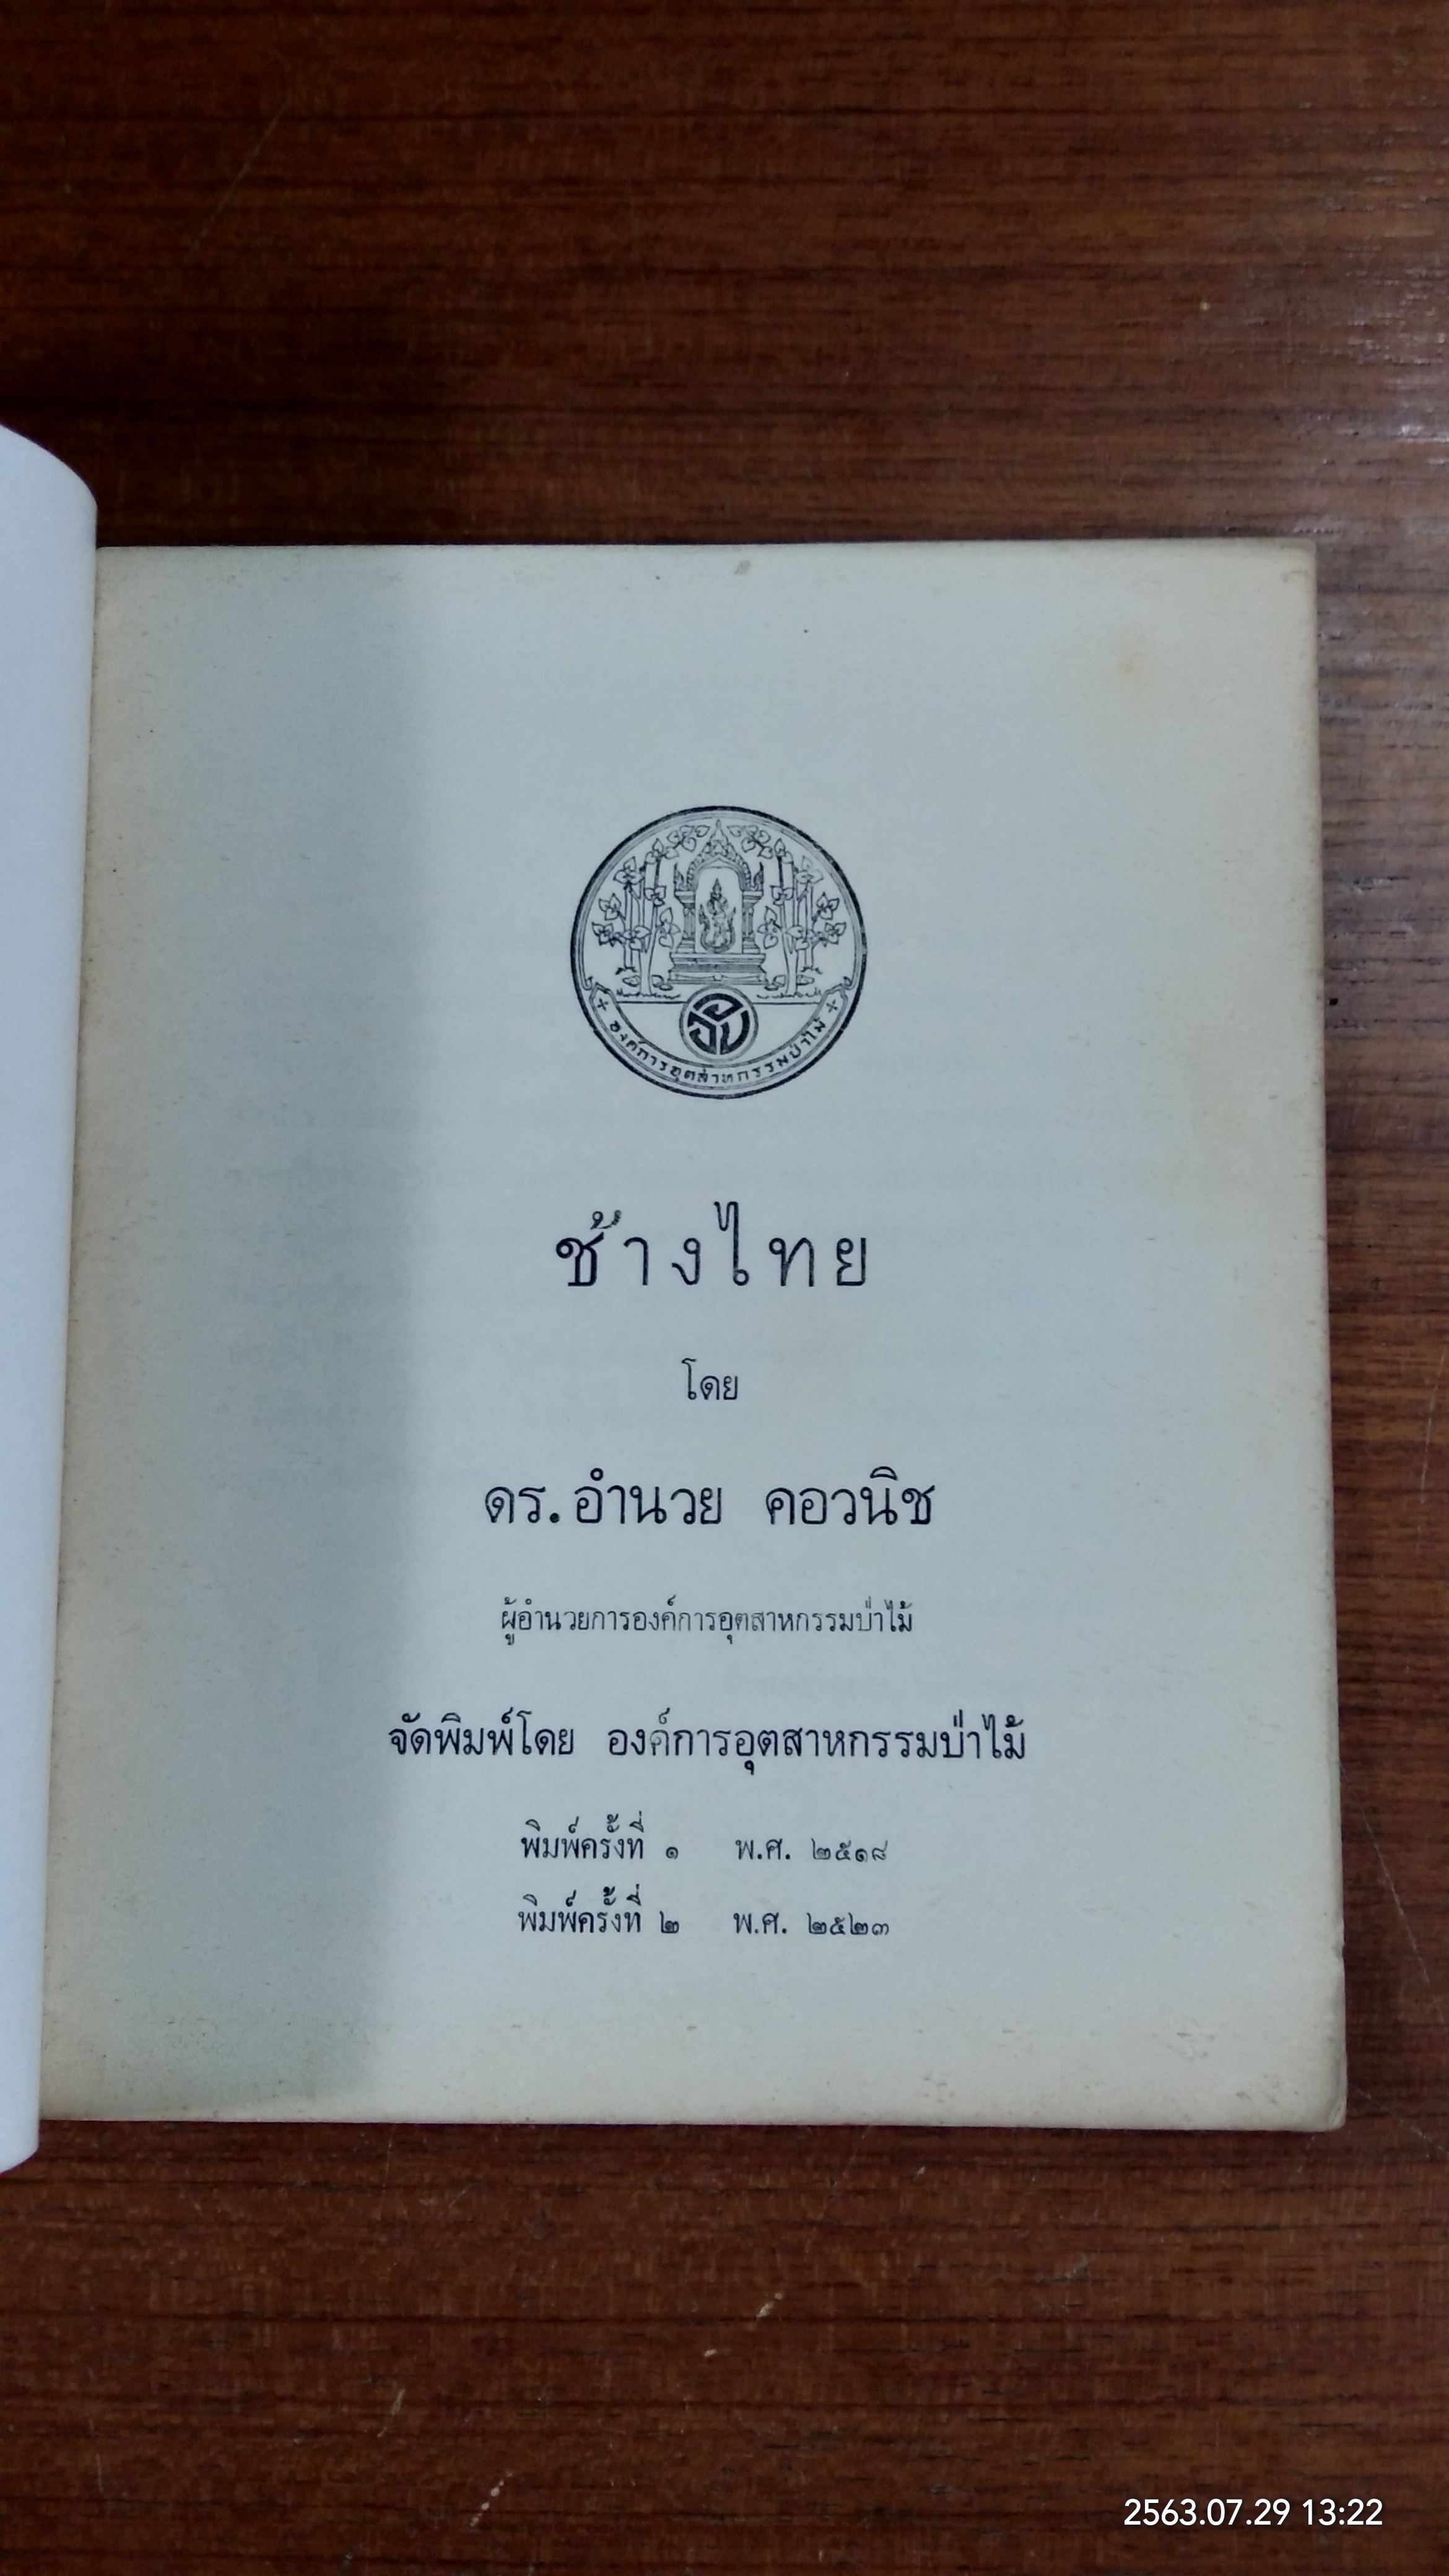 องค์การอุตสาหกรรมป่าไม้
ช้างไทย
โดย
ดร.อำนวย คอวนิช
ผู้อำนวยการองค์การอุตสาหกรรมป่าไม้
จัดพิมพ์โดย องค์การอุตสาหกรรมป่าไม้
พิมพ์ครั้งที่ ๑ พ.ศ. ๒๕๑๘
พิมพ์ครั้งที่ ๒ พ.ศ. ๒๕๒๓
2563.07.29 13:22